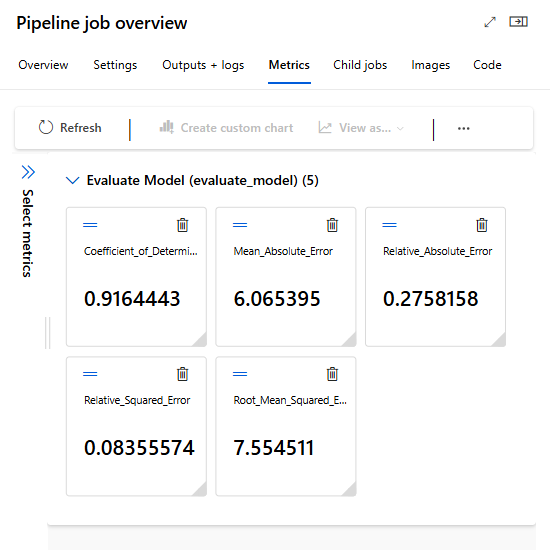 Pipeline job overview
Overview Settings Outputs + logs Metrics Child jobs Images Code
Refresh Create custom chart View as...
Select metrics
Evaluate Model (evaluate_model) (5)
Coefficient_of_Determi... Mean_Absolute_Error Relative_Absolute_Error
0.9164443 6.065395 0.2758158
Relative_Squared_Error Root_Mean_Squared_E...
0.08355574 7.554511